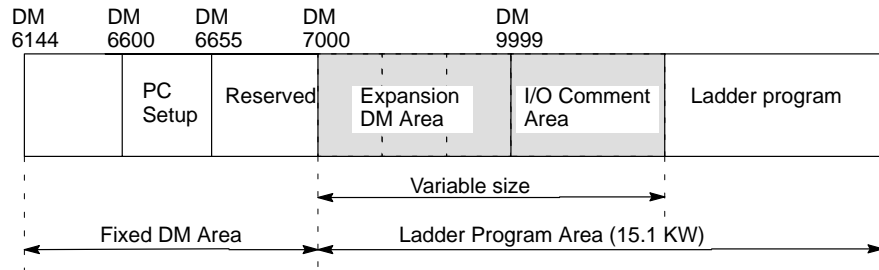 DM 6144
DM 6600
DM 6655
DM 7000
DM 9999
PC Setup
Reserved
Expansion DM Area
I/O Comment Area
Ladder program
Variable size
Fixed DM Area
Ladder Program Area (15.1 KW)